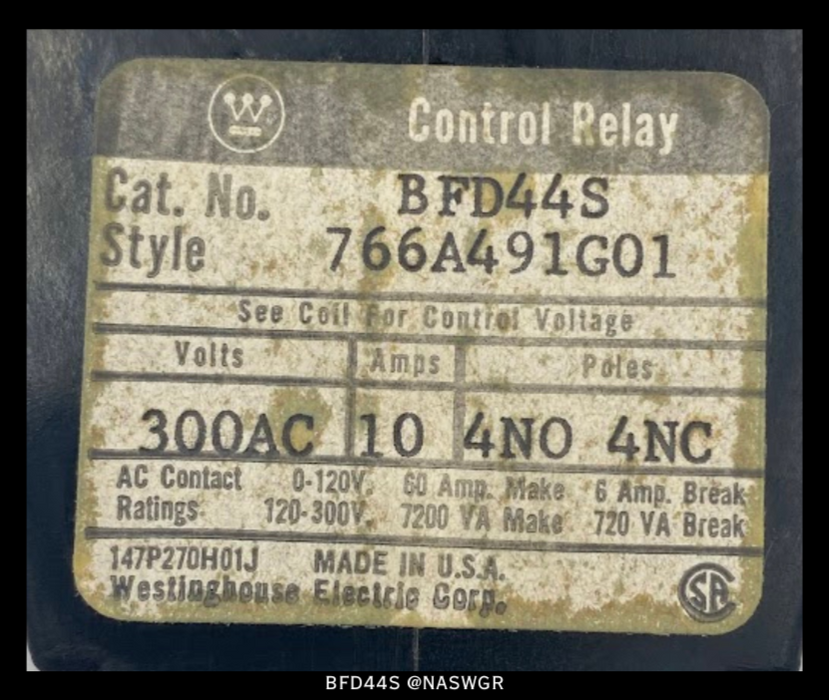 Control Relay
Cat. No. BFD44S
Style 766A491G01
See Coil For Control Voltage
Volts Amps Poles
300AC 10 4NO 4NC
AC Contact 0-120V. 60 Amp. Make 6 Amp. Break
Ratings 120-300V. 7200 VA Make 720 VA Break
147P270H01J MADE IN U.S.A.
Westinghouse Electric Corp.
BFD44S @NASWGR